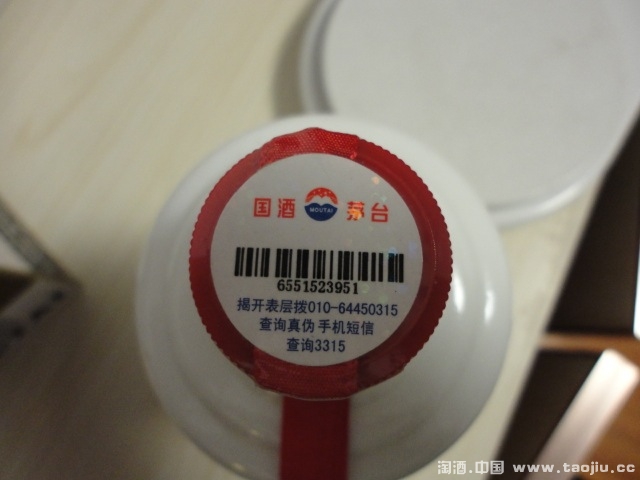 国酒 MOUTAI 茅台
6551523951
揭开表层拨010-64450315
查询真伪 手机短信
查询3315
淘酒.中国 www.taojiu.cc